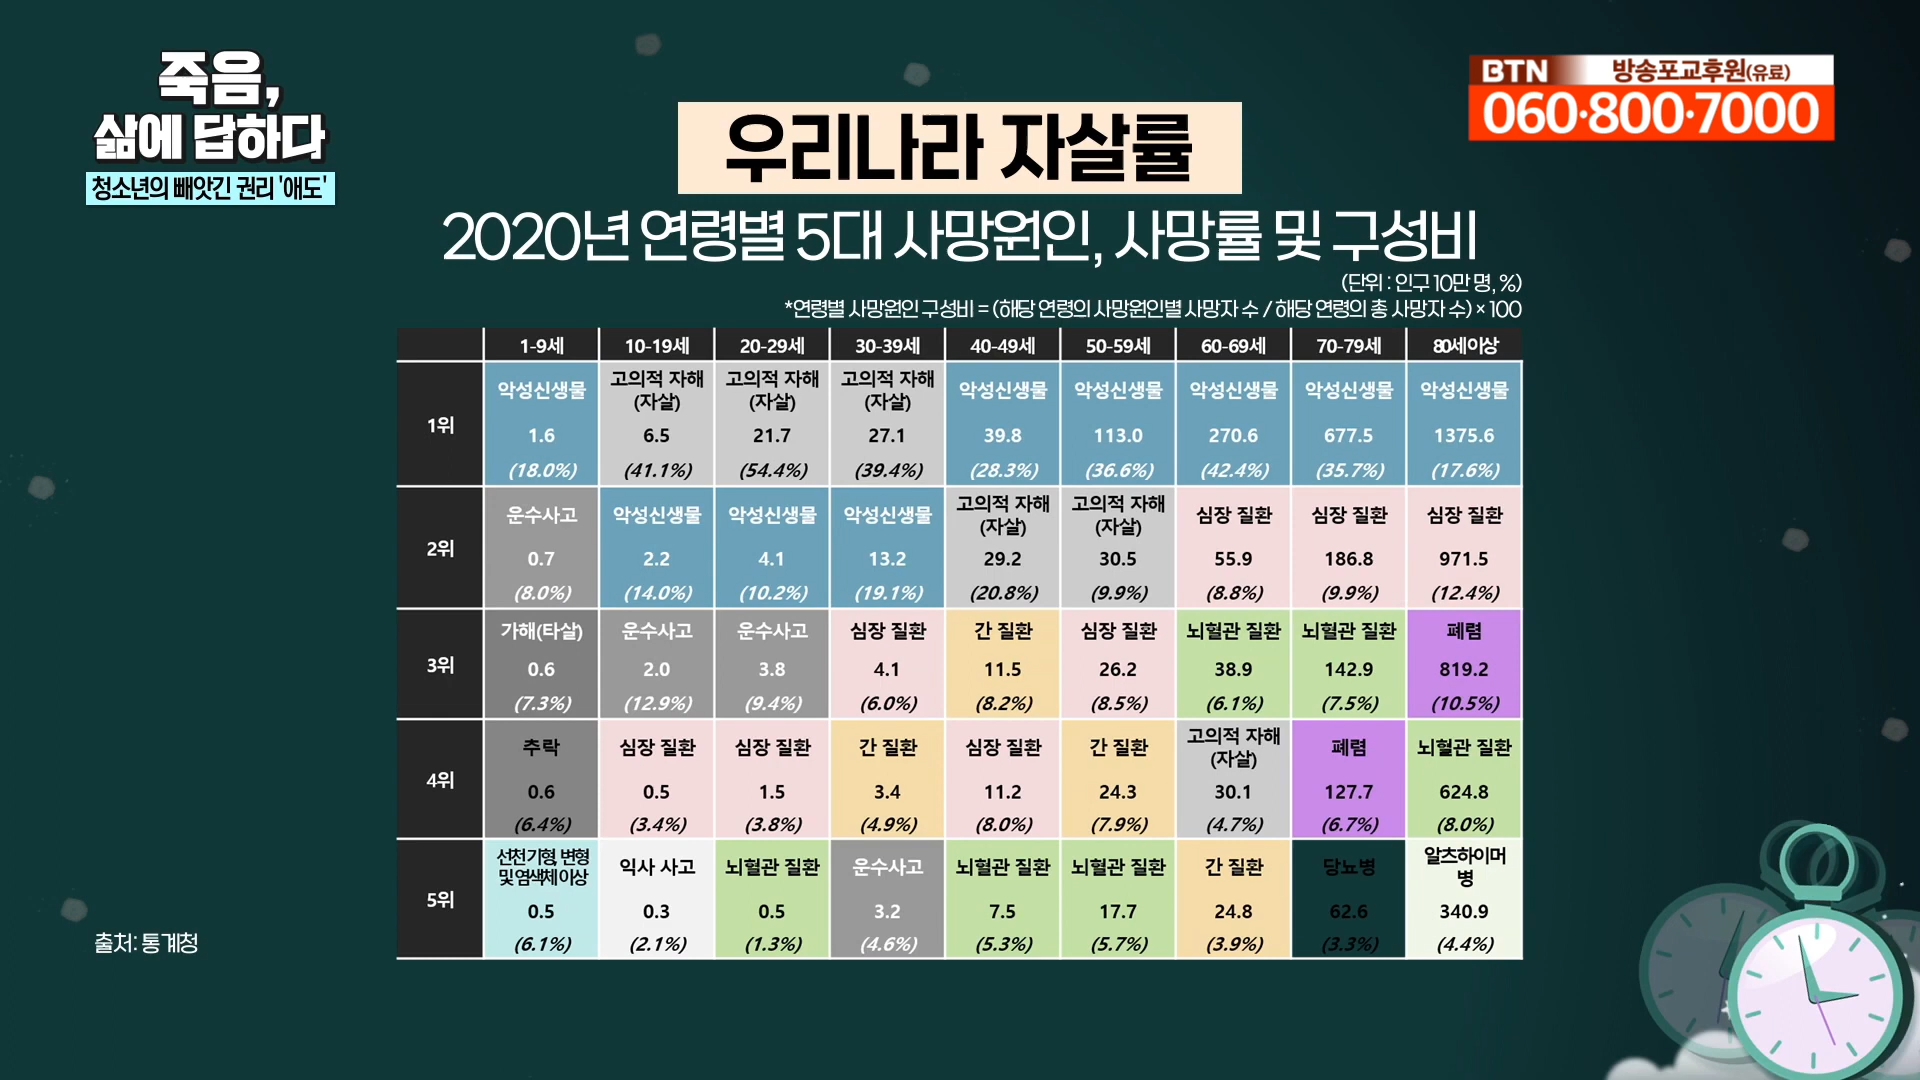 죽음,
삶에 답하다
청소년의 빼앗긴 권리 '애도'
BTN 방송포교후원(유료)
060·800·7000
우리나라 자살률
2020년 연령별 5대 사망원인, 사망률 및 구성비
(단위 : 인구 10만 명, %)
*연령별 사망원인 구성비 = (해당 연령의 사망원인별 사망자 수 / 해당 연령의 총 사망자 수) × 100
1-9세 10-19세 20-29세 30-39세 40-49세 50-59세 60-69세 70-79세 80세이상
1위
악성신생물 고의적 자해 고의적 자해 고의적 자해 악성신생물 악성신생물 악성신생물 악성신생물 악성신생물
(자살) (자살) (자살)
1.6 6.5 21.7 27.1 39.8 113.0 270.6 677.5 1375.6
(18.0%) (41.1%) (54.4%) (39.4%) (28.3%) (36.6%) (42.4%) (35.7%) (17.6%)
2위
운수사고 악성신생물 악성신생물 악성신생물 고의적 자해 고의적 자해 심장 질환 심장 질환 심장 질환
(자살) (자살)
0.7 2.2 4.1 13.2 29.2 30.5 55.9 186.8 971.5
(8.0%) (14.0%) (10.2%) (19.1%) (20.8%) (9.9%) (8.8%) (9.9%) (12.4%)
3위
가해(타살) 운수사고 운수사고 심장 질환 간 질환 심장 질환 뇌혈관 질환 뇌혈관 질환 폐렴
0.6 2.0 3.8 4.1 11.5 26.2 38.9 142.9 819.2
(7.3%) (12.9%) (9.4%) (6.0%) (8.2%) (8.5%) (6.1%) (7.5%) (10.5%)
4위
추락 심장 질환 심장 질환 간 질환 심장 질환 간 질환 고의적 자해 폐렴 뇌혈관 질환
(자살)
0.6 0.5 1.5 3.4 11.2 24.3 30.1 127.7 624.8
(6.4%) (3.4%) (3.8%) (4.9%) (8.0%) (7.9%) (4.7%) (6.7%) (8.0%)
5위
선천기형, 변형 익사 사고 뇌혈관 질환 운수사고 뇌혈관 질환 뇌혈관 질환 간 질환 당뇨병 알츠하이머
및 염색체 이상 병
0.5 0.3 0.5 3.2 7.5 17.7 24.8 62.6 340.9
(6.1%) (2.1%) (1.3%) (4.6%) (5.3%) (5.7%) (3.9%) (3.3%) (4.4%)
출처: 통계청